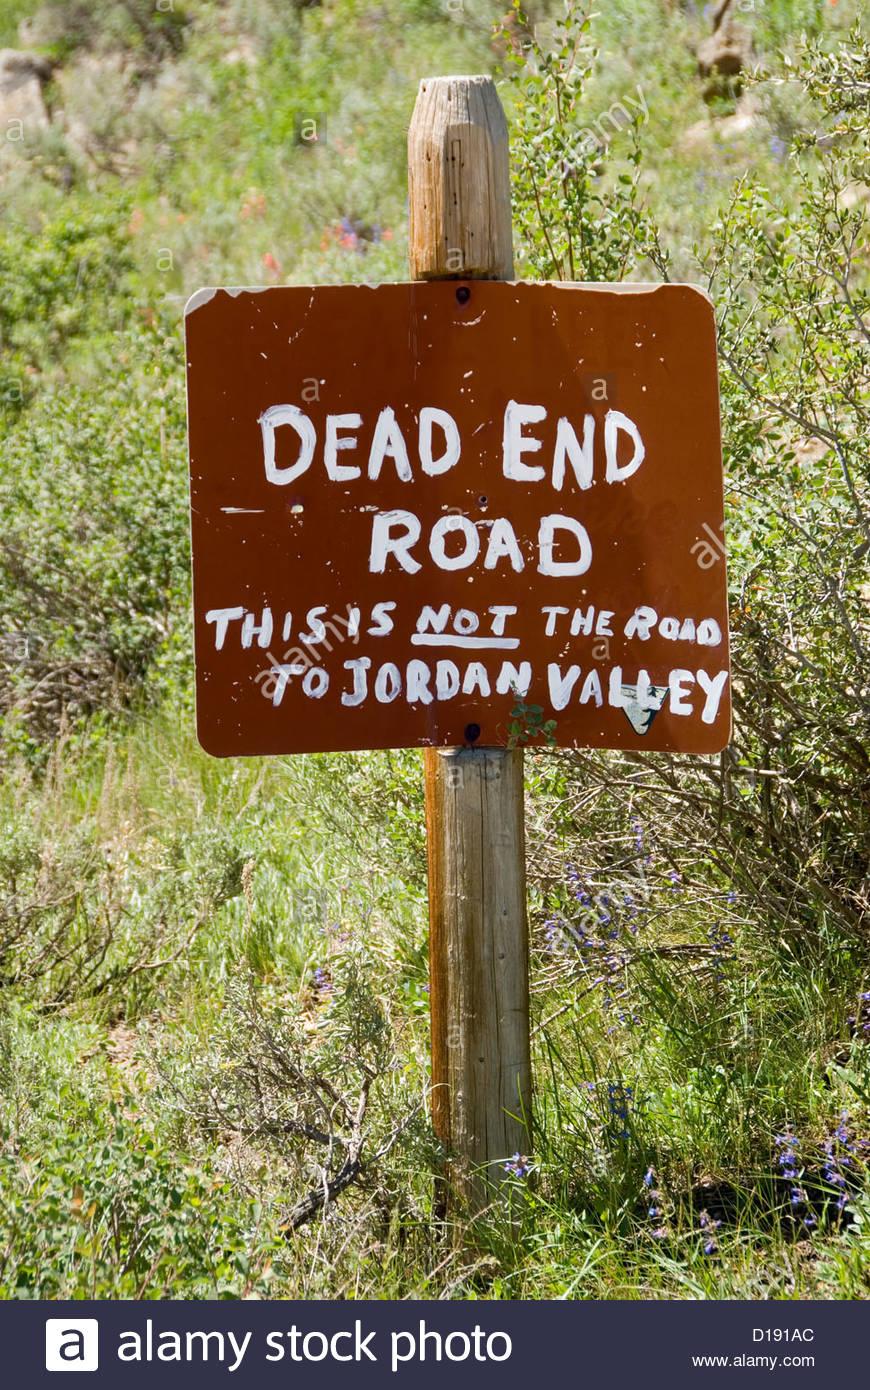 DEAD END
ROAD
THIS IS NOT THE ROAD
TO JORDAN VALLEY
a alamy stock photo
D191AC
www.alamy.com